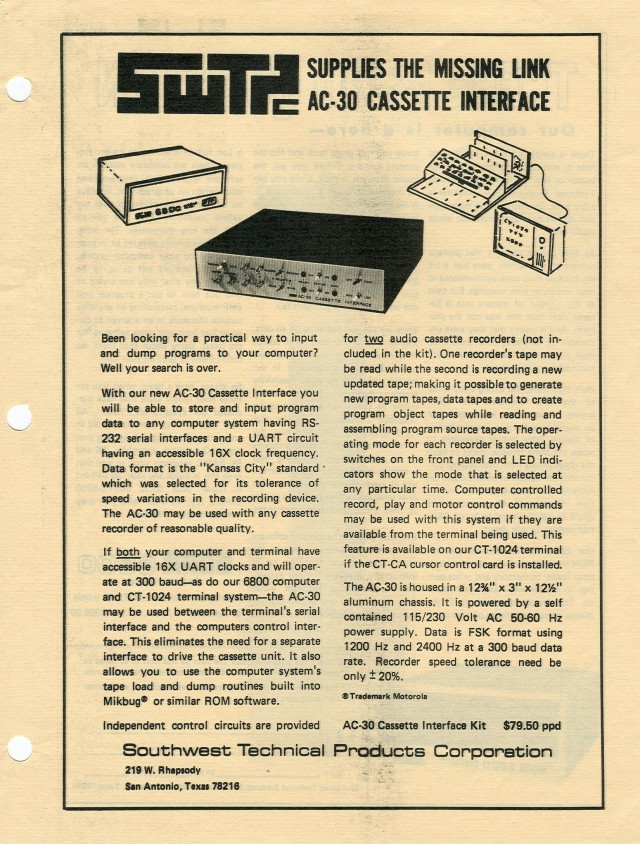 SWTPC
SUPPLIES THE MISSING LINK
AC-30 CASSETTE INTERFACE
6800
AC-30 CASSETTE INTERFACE
Been looking for a practical way to input
and dump programs to your computer?
Well your search is over.
With our new AC-30 Cassette Interface you
will be able to store and input program
data to any computer system having RS-
232 serial interfaces and a UART circuit
having an accessible 16X clock frequency.
Data format is the "Kansas City" standard
which was selected for its tolerance of
speed variations in the recording device.
The AC-30 may be used with any cassette
recorder of reasonable quality.
If both your computer and terminal have
accessible 16X UART clocks and will oper-
ate at 300 baud—as do our 6800 computer
and CT-1024 terminal system—the AC-30
may be used between the terminal's serial
interface and the computers control inter-
face. This eliminates the need for a separate
interface to drive the cassette unit. It also
allows you to use the computer system's
tape load and dump routines built into
Mikbug® or similar ROM software.
Independent control circuits are provided
for two audio cassette recorders (not in-
cluded in the kit). One recorder's tape may
be read while the second is recording a new
updated tape; making it possible to generate
new program tapes, data tapes and to create
program object tapes while reading and
assembling program source tapes. The oper-
ating mode for each recorder is selected by
switches on the front panel and LED indi-
cators show the mode that is selected at
any particular time. Computer controlled
record, play and motor control commands
may be used with this system if they are
available from the terminal being used. This
feature is available on our CT-1024 terminal
if the CT-CA cursor control card is installed.
The AC-30 is housed in a 12¾" x 3" x 12½"
aluminum chassis. It is powered by a self
contained 115/230 Volt AC 50-60 Hz
power supply. Data is FSK format using
1200 Hz and 2400 Hz at a 300 baud data
rate. Recorder speed tolerance need be
only ± 20%.
® Trademark Motorola
AC-30 Cassette Interface Kit $79.50 ppd
Southwest Technical Products Corporation
219 W. Rhapsody
San Antonio, Texas 78216